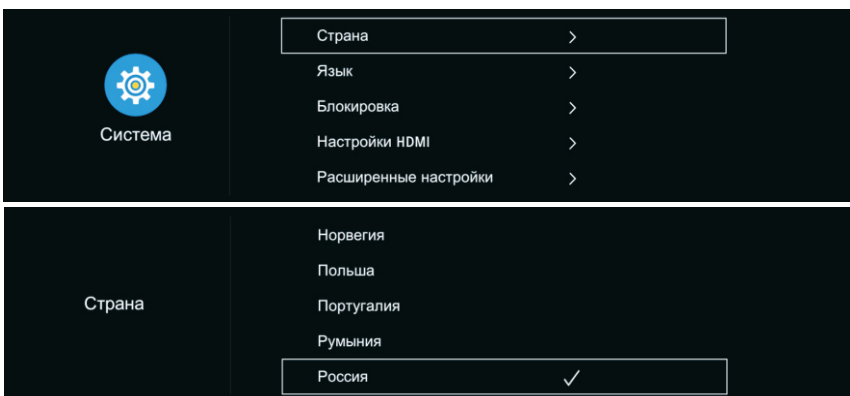 Страна
Язык
Блокировка
Система
Настройки HDMI
Расширенные настройки
Норвегия
Польша
Страна
Португалия
Румыния
Россия